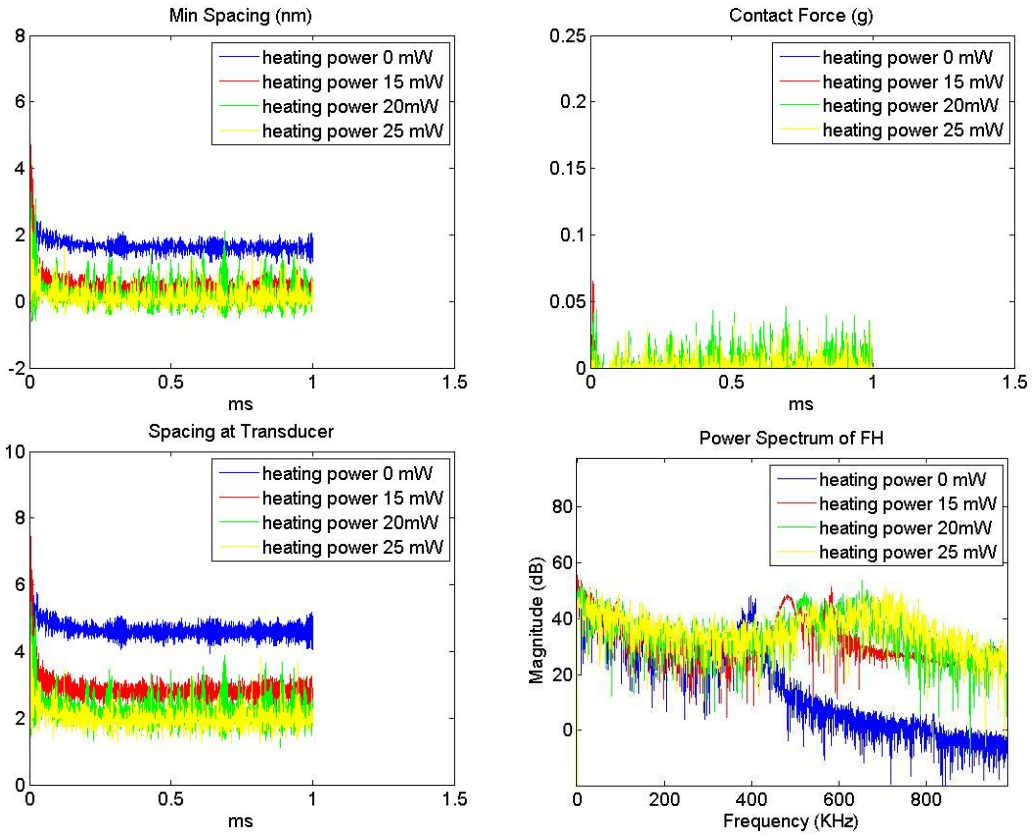 Min Spacing (nm)
8
6
4
2
0
-2
0
0.5
1
1.5
ms
heating power 0 mW
heating power 15 mW
heating power 20mW
heating power 25 mW
Contact Force (g)
0.25
0.2
0.15
0.1
0.05
0
0
0.5
1
1.5
ms
heating power 0 mW
heating power 15 mW
heating power 20mW
heating power 25 mW
Spacing at Transducer
10
8
6
4
2
0
0
0.5
1
1.5
ms
heating power 0 mW
heating power 15 mW
heating power 20mW
heating power 25 mW
Power Spectrum of FH
Magnitude (dB)
80
60
40
20
0
0
200
400
600
800
Frequency (KHz)
heating power 0 mW
heating power 15 mW
heating power 20mW
heating power 25 mW